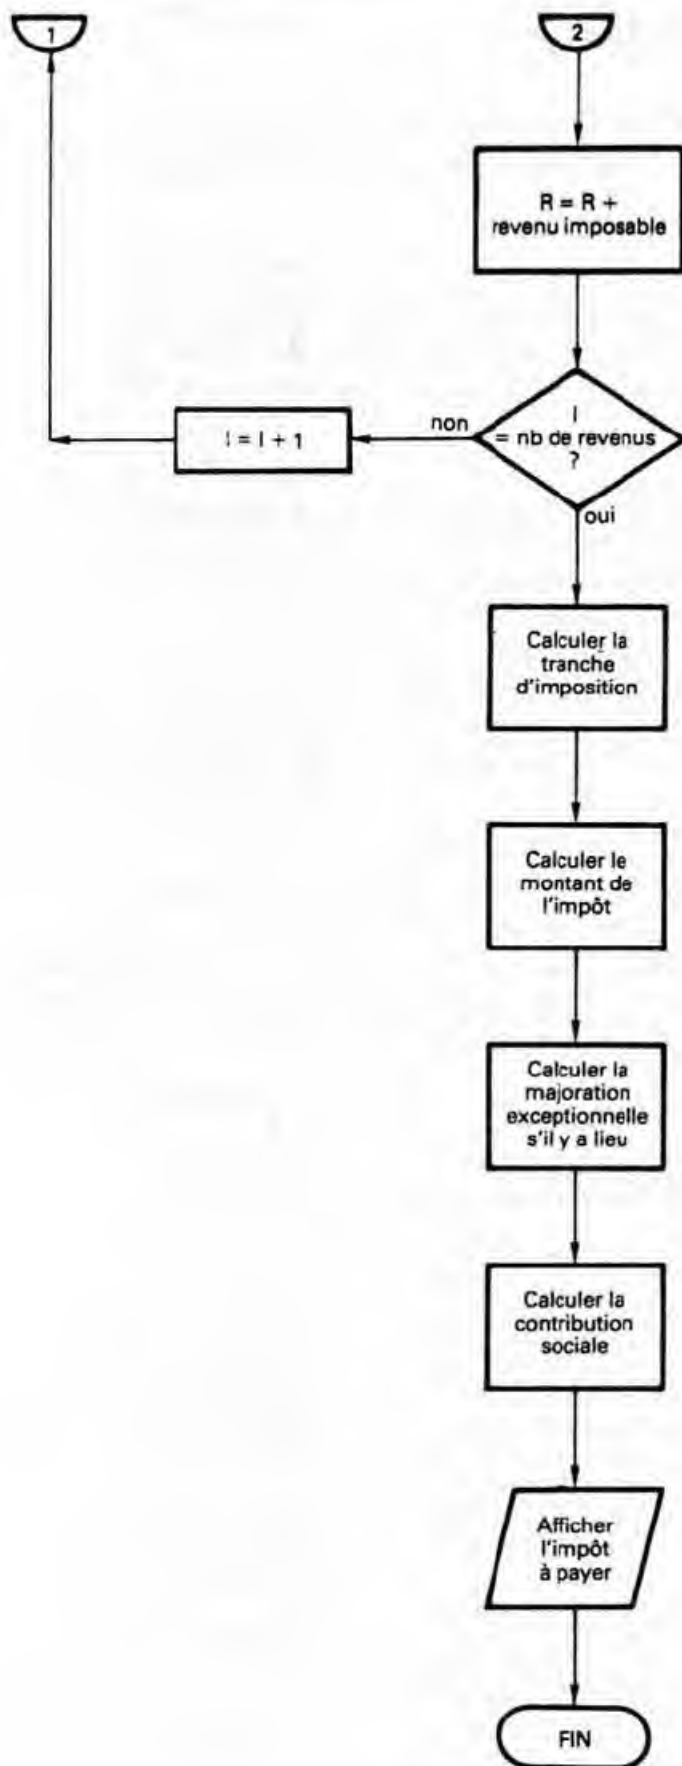 1
2
R = R +
revenu imposable
I
= nb de revenus
?
non
I = I + 1
oui
Calculer la
tranche
d'imposition
Calculer le
montant de
l'impôt
Calculer la
majoration
exceptionnelle
s'il y a lieu
Calculer la
contribution
sociale
Afficher
l'impôt
à payer
FIN